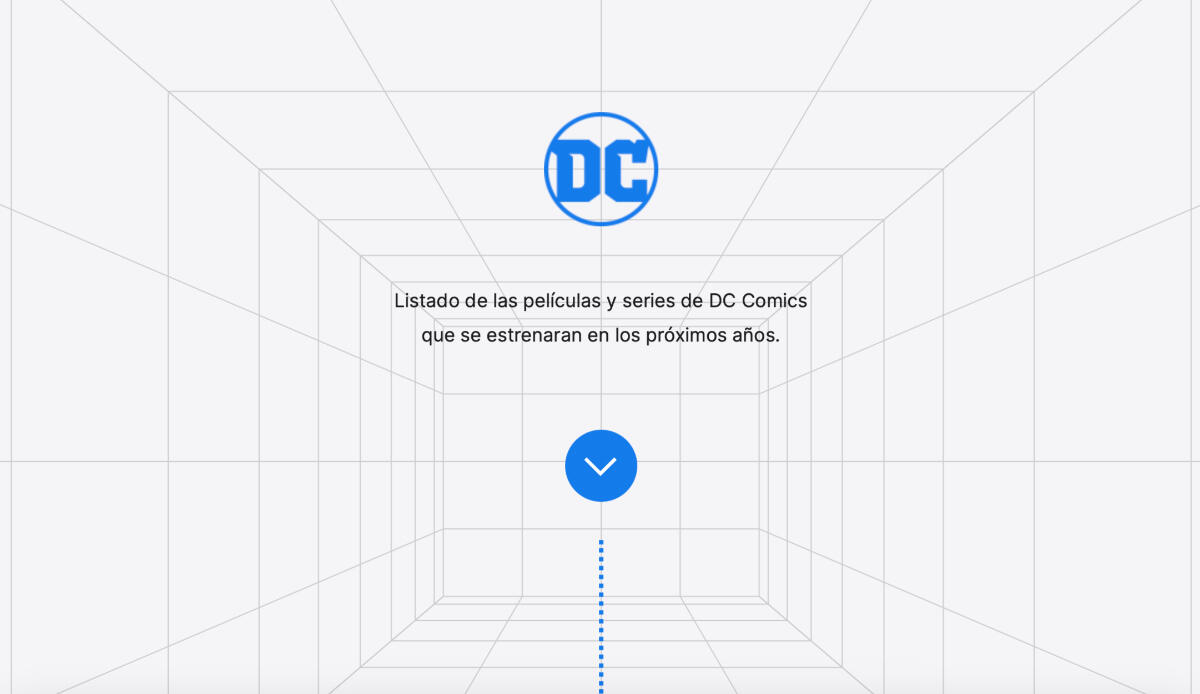 DC
Listado de las películas y series de DC Comics
que se estrenaran en los próximos años.